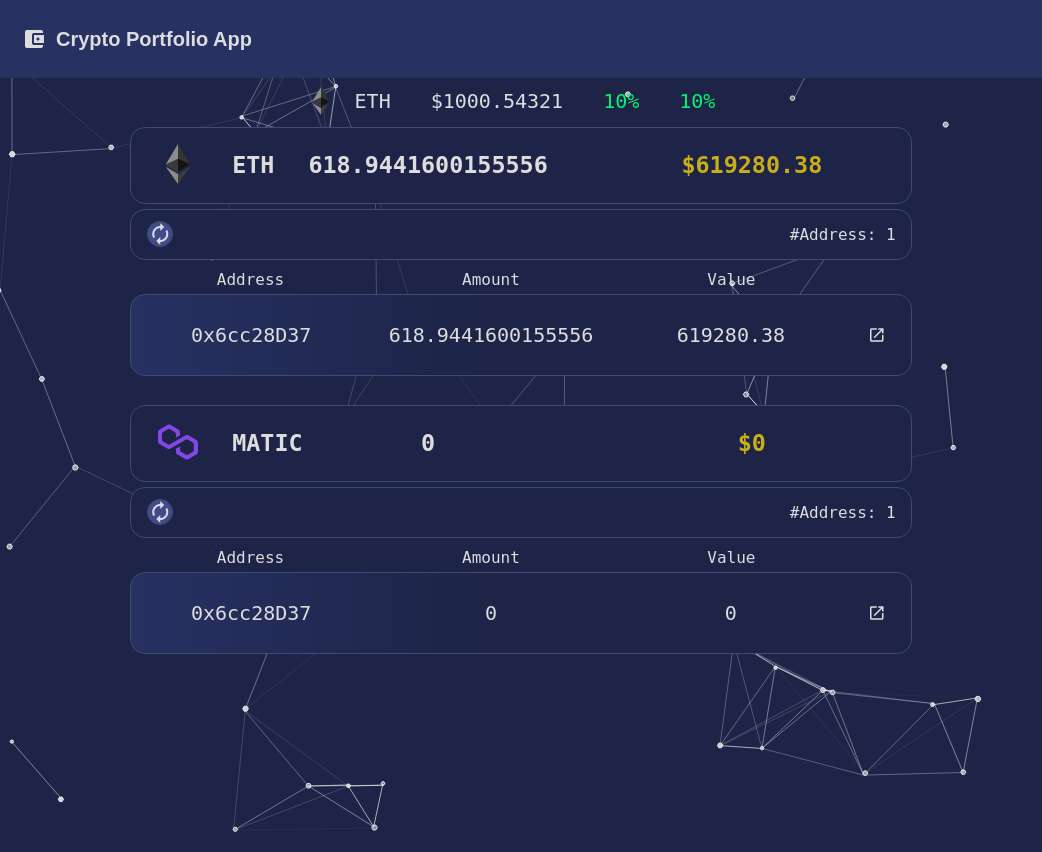 Crypto Portfolio App
ETH $1000.54321 10% 10%
ETH 618.9441600155556 $619280.38
#Address: 1
Address Amount Value
0x6cc28D37 618.9441600155556 619280.38
MATIC 0 $0
#Address: 1
Address Amount Value
0x6cc28D37 0 0